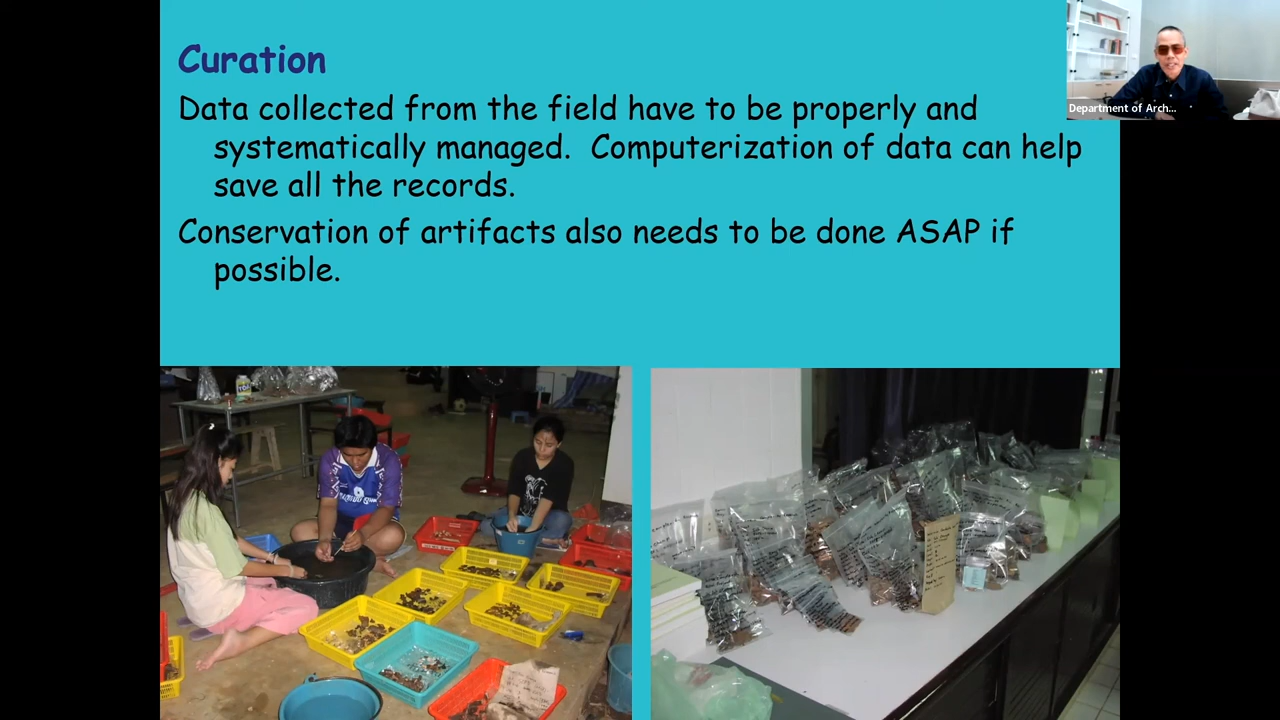 Curation
Data collected from the field have to be properly and
systematically managed.  Computerization of data can help
save all the records.
Conservation of artifacts also needs to be done ASAP if
possible.
Department of Arch...